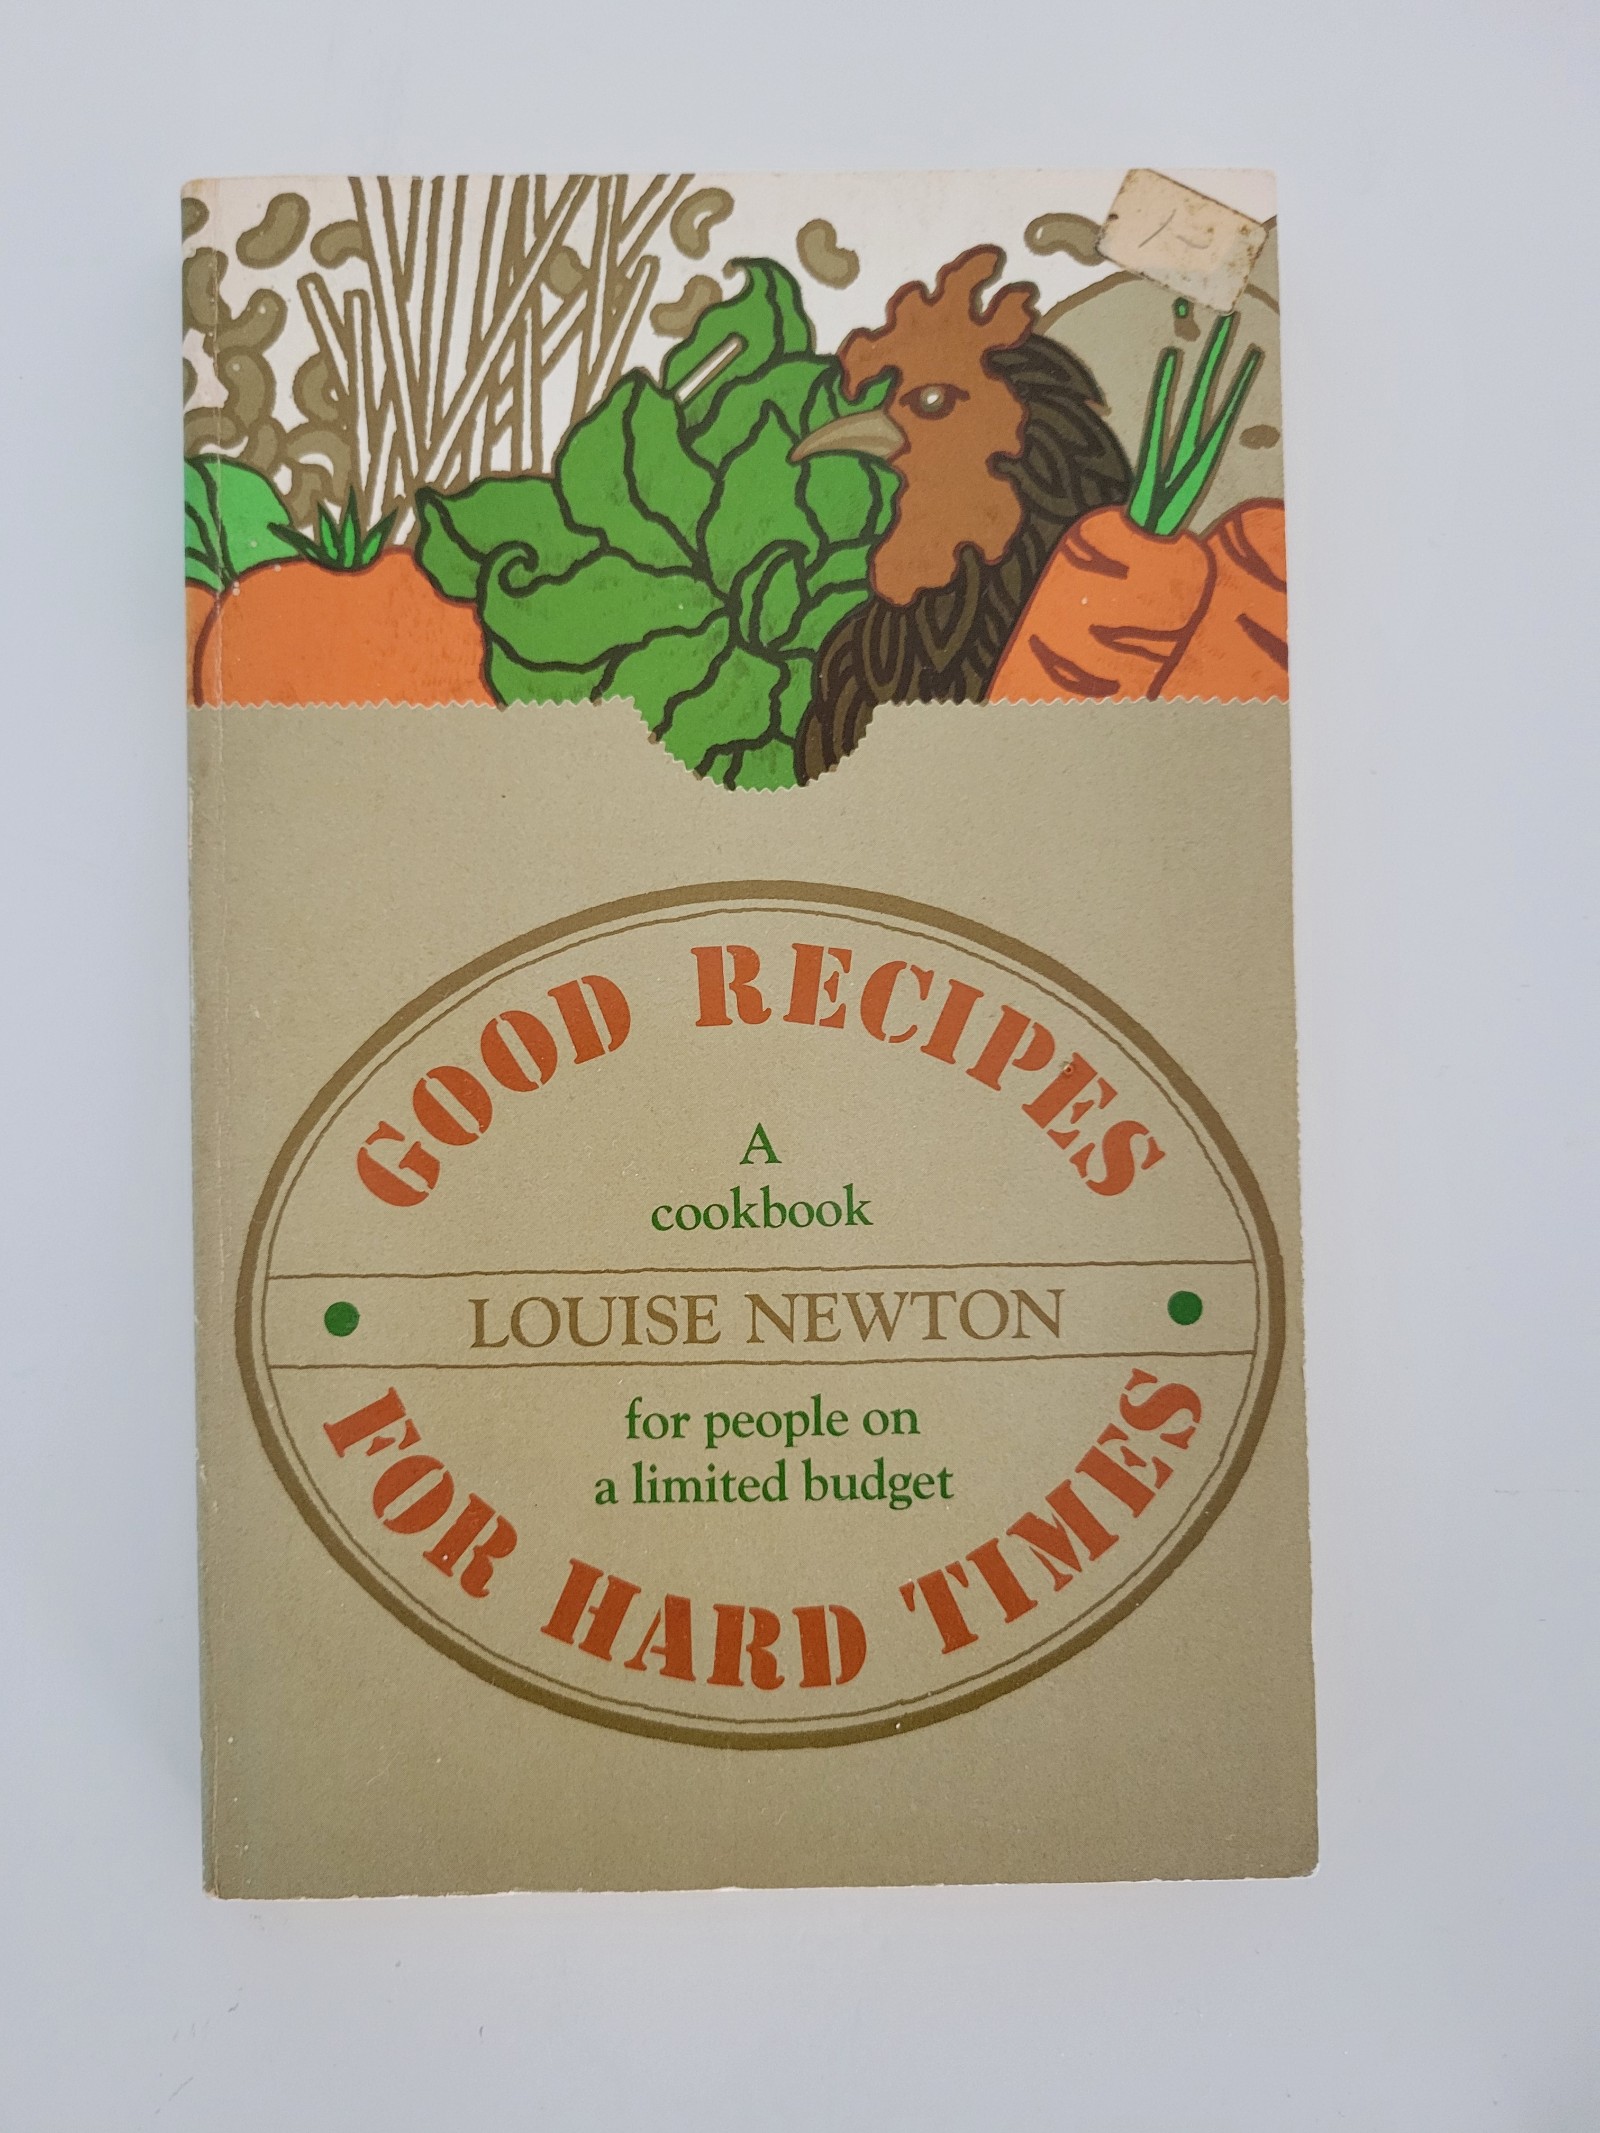 GOOD RECIPES
A
cookbook
LOUISE NEWTON
for people on
a limited budget
FOR HARD TIMES